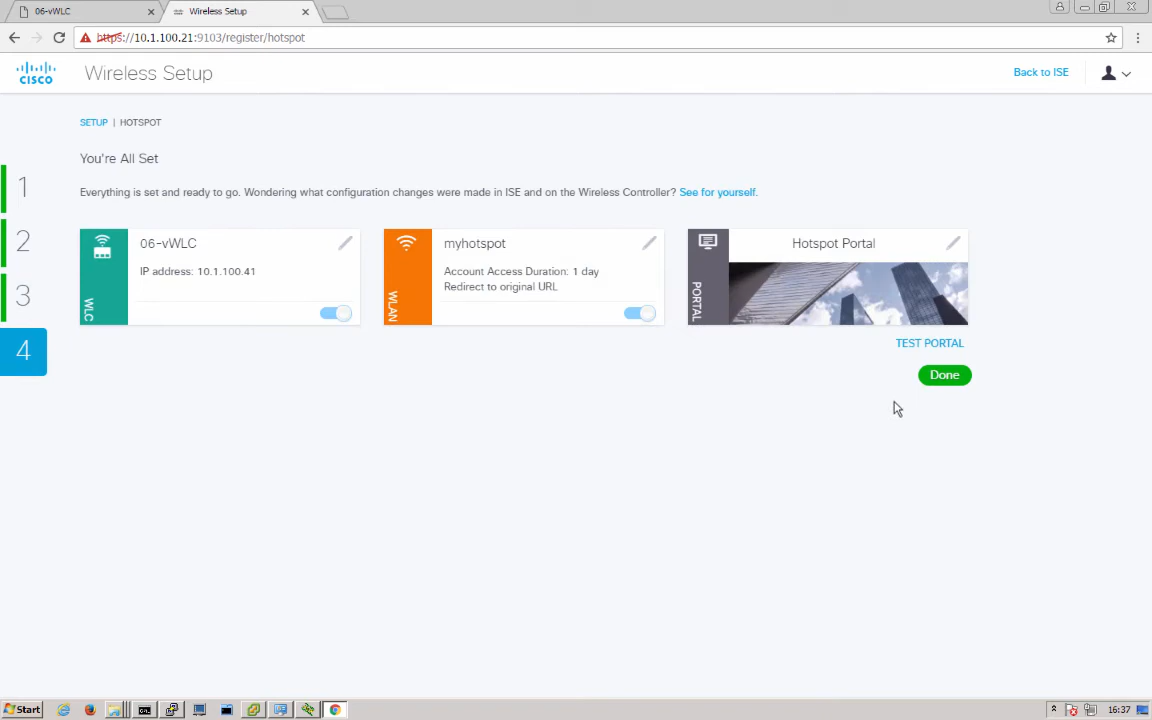 06-vWLC
Wireless Setup
https://10.1.100.21:9103/register/hotspot
CISCO
Wireless Setup
Back to ISE
SETUP | HOTSPOT
You're All Set
Everything is set and ready to go. Wondering what configuration changes were made in ISE and on the Wireless Controller? See for yourself.
1
2
3
4
WLC
06-vWLC
IP address: 10.1.100.41
WLAN
myhotspot
Account Access Duration: 1 day
Redirect to original URL
PORTAL
Hotspot Portal
TEST PORTAL
Done
Start
16:37